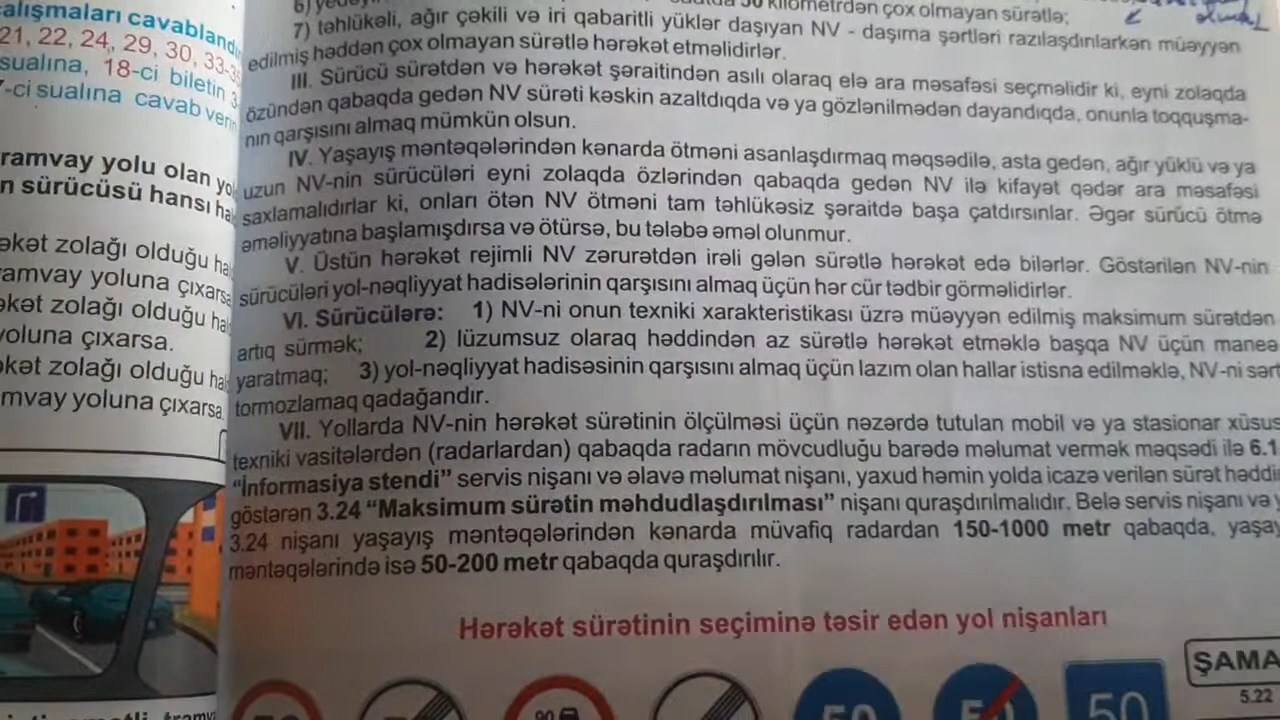 alışmaları cavabland
21, 22, 24, 29, 30, 33-3
sualına, 18-ci biletin 3
-ci sualına cavab verin
ramvay yolu olan yo
n sürücüsü hansı ha
əkət zolağı olduğu ha
ramvay yoluna çıxarsa
əkət zolağı olduğu ha
yoluna çıxarsa.
əkət zolağı olduğu hal
mvay yoluna çıxarsa.
kilometrdən çox olmayan sürətlə;
7) təhlükəli, ağır çəkili və iri qabaritli yüklər daşıyan NV - daşıma şərtləri razılaşdırılarkən müəyyən
edilmiş həddən çox olmayan sürətlə hərəkət etməlidirlər.
III. Sürücü sürətdən və hərəkət şəraitindən asılı olaraq elə ara məsafəsi seçməlidir ki, eyni zolaqda
özündən qabaqda gedən NV sürəti kəskin azaltdıqda və ya gözlənilmədən dayandıqda, onunla toqquşma-
nın qarşısını almaq mümkün olsun.
IV. Yaşayış məntəqələrindən kənarda ötməni asanlaşdırmaq məqsədilə, asta gedən, ağır yüklü və ya
uzun NV-nin sürücüləri eyni zolaqda özlərindən qabaqda gedən NV ilə kifayət qədər ara məsafəsi
saxlamalıdırlar ki, onları ötən NV ötməni tam təhlükəsiz şəraitdə başa çatdırsınlar. Əgər sürücü ötmə
əməliyyatına başlamışdırsa və ötürsə, bu tələbə əməl olunmur.
V. Üstün hərəkət rejimli NV zərurətdən irəli gələn sürətlə hərəkət edə bilərlər. Göstərilən NV-nin
sürücüləri yol-nəqliyyat hadisələrinin qarşısını almaq üçün hər cür tədbir görməlidirlər.
VI. Sürücülərə: 1) NV-ni onun texniki xarakteristikası üzrə müəyyən edilmiş maksimum sürətdən
artıq sürmək; 2) lüzumsuz olaraq həddindən az sürətlə hərəkət etməklə başqa NV üçün maneə
yaratmaq; 3) yol-nəqliyyat hadisəsinin qarşısını almaq üçün lazım olan hallar istisna edilməklə, NV-ni sərt
tormozlamaq qadağandır.
VII. Yollarda NV-nin hərəkət sürətinin ölçülməsi üçün nəzərdə tutulan mobil və ya stasionar xüsus
texniki vasitələrdən (radarlardan) qabaqda radarın mövcudluğu barədə məlumat vermək məqsədi ilə 6.1
“İnformasiya stendi” servis nişanı və əlavə məlumat nişanı, yaxud həmin yolda icazə verilən sürət həddi
göstərən 3.24 “Maksimum sürətin məhdudlaşdırılması” nişanı quraşdırılmalıdır. Belə servis nişanı və
3.24 nişanı yaşayış məntəqələrindən kənarda müvafiq radardan 150-1000 metr qabaqda, yaşay
məntəqələrində isə 50-200 metr qabaqda quraşdırılır.
Hərəkət sürətinin seçiminə təsir edən yol nişanları
ŞAMA
5.22
90
50
50